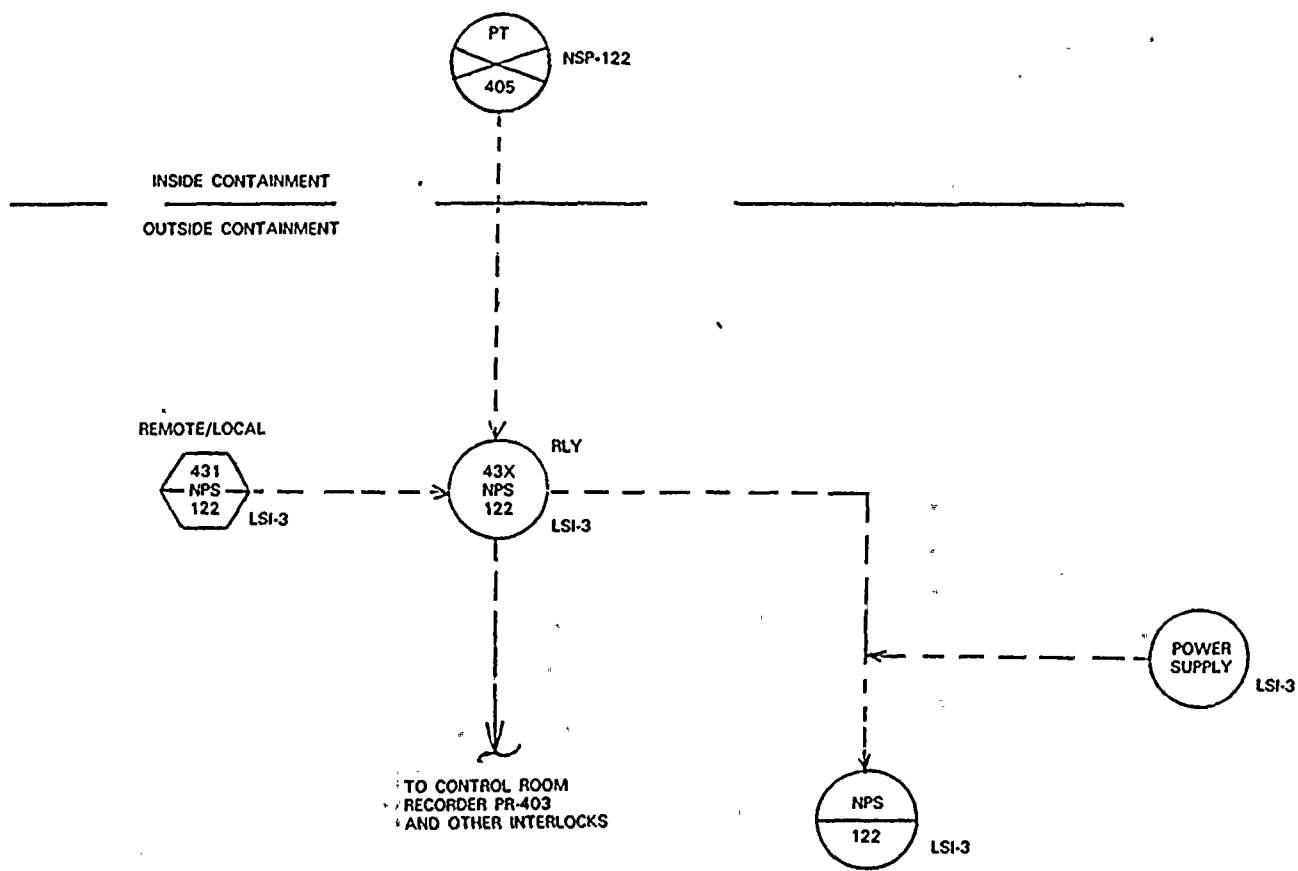 PT
405
NSP-122
INSIDE CONTAINMENT
OUTSIDE CONTAINMENT
REMOTE/LOCAL
431
NPS
122
LSI-3
RLY
43X
NPS
122
LSI-3
POWER
SUPPLY
LSI-3
TO CONTROL ROOM
RECORDER PR-403
AND OTHER INTERLOCKS
NPS
122
LSI-3